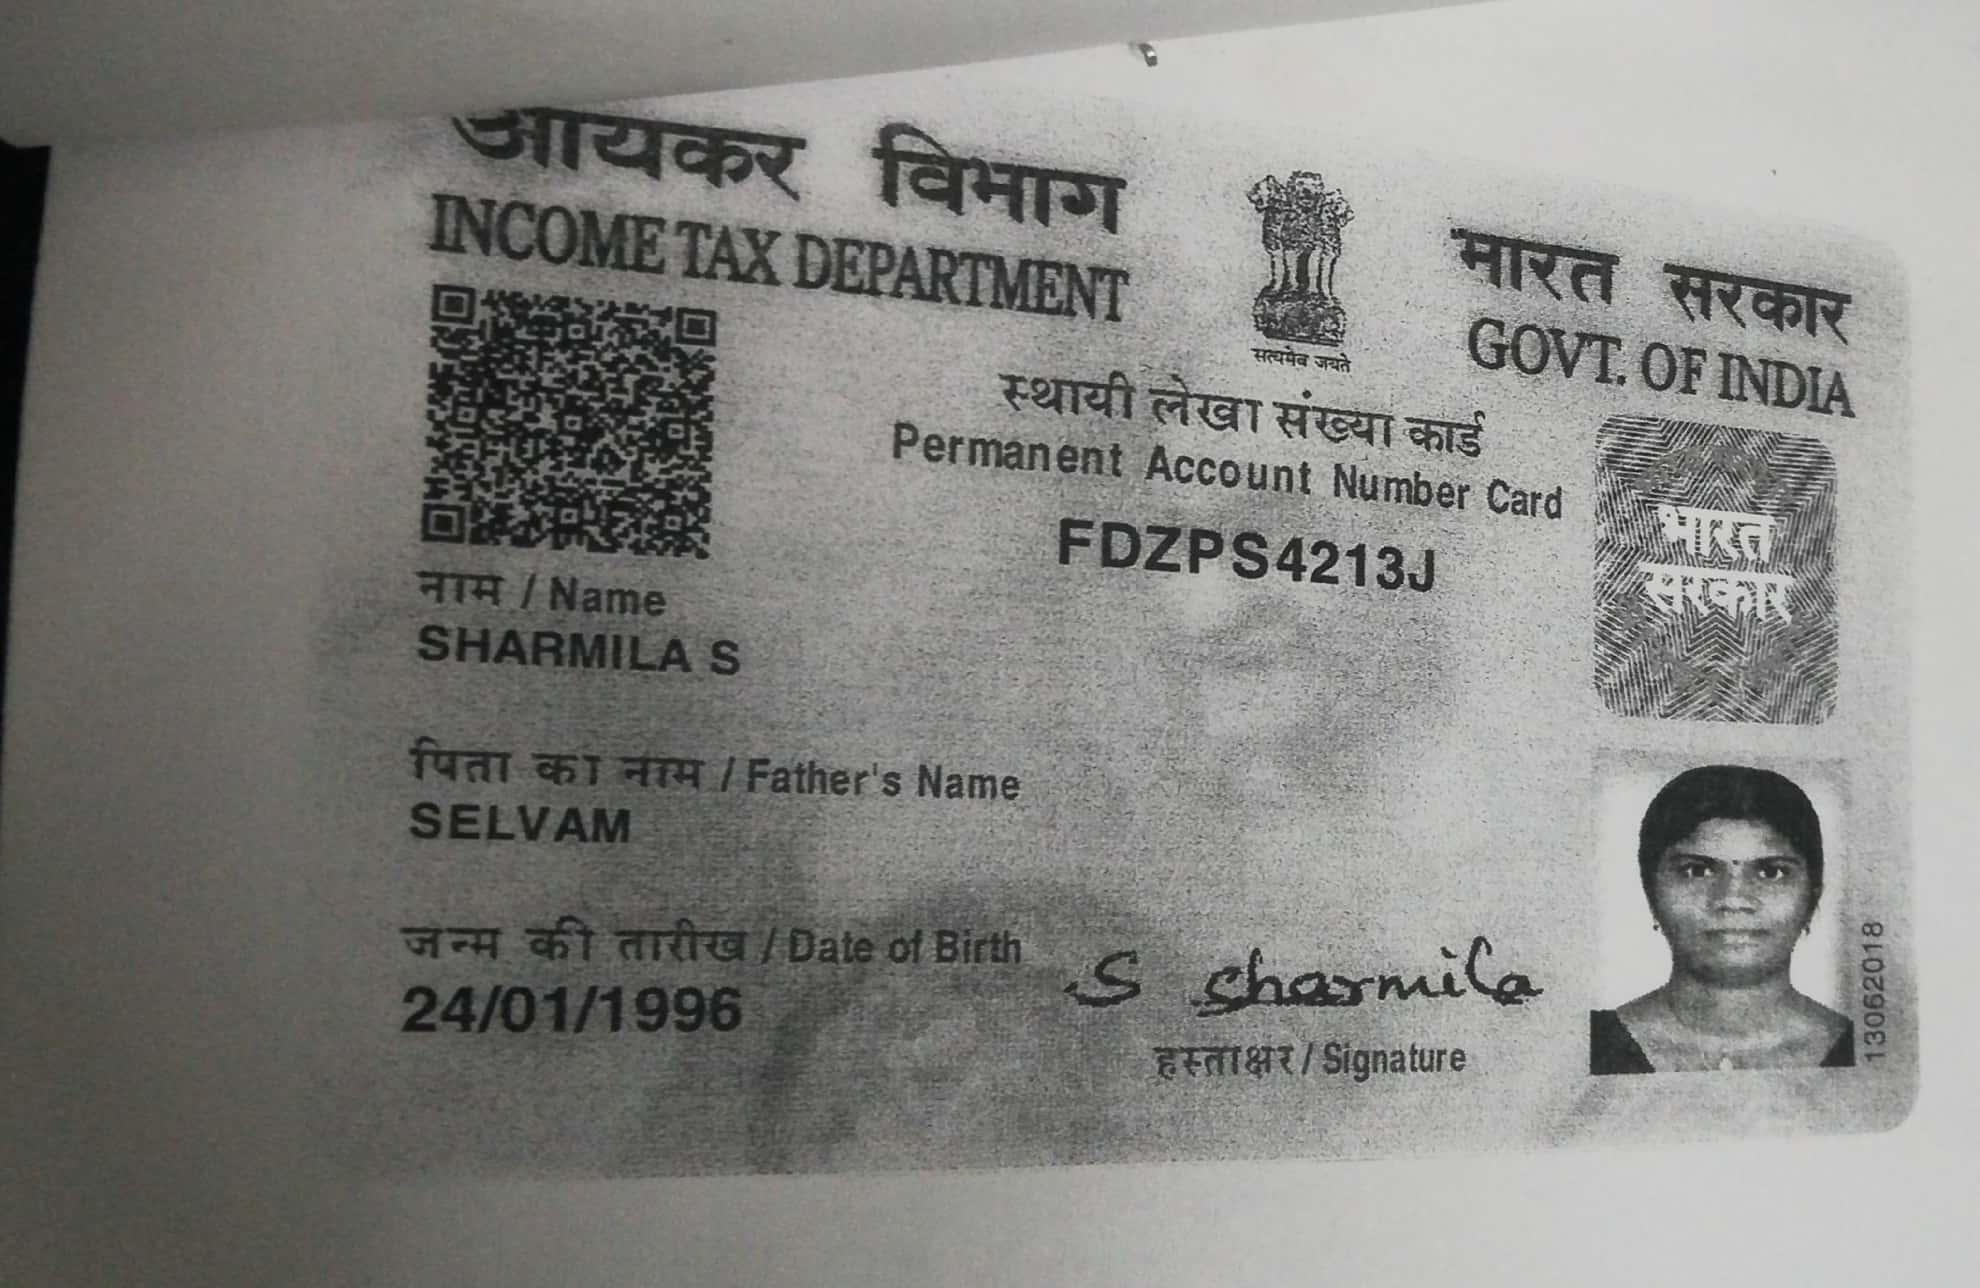 आयकर विभाग
INCOME TAX DEPARTMENT
सत्यमेव जयते
भारत सरकार
GOVT. OF INDIA
स्थायी लेखा संख्या कार्ड
Permanent Account Number Card
FDZPS4213J
भारत
सरकार
नाम / Name
SHARMILA S
पिता का नाम / Father's Name
SELVAM
जन्म की तारीख / Date of Birth
24/01/1996
S Sharmila
हस्ताक्षर / Signature
13062018